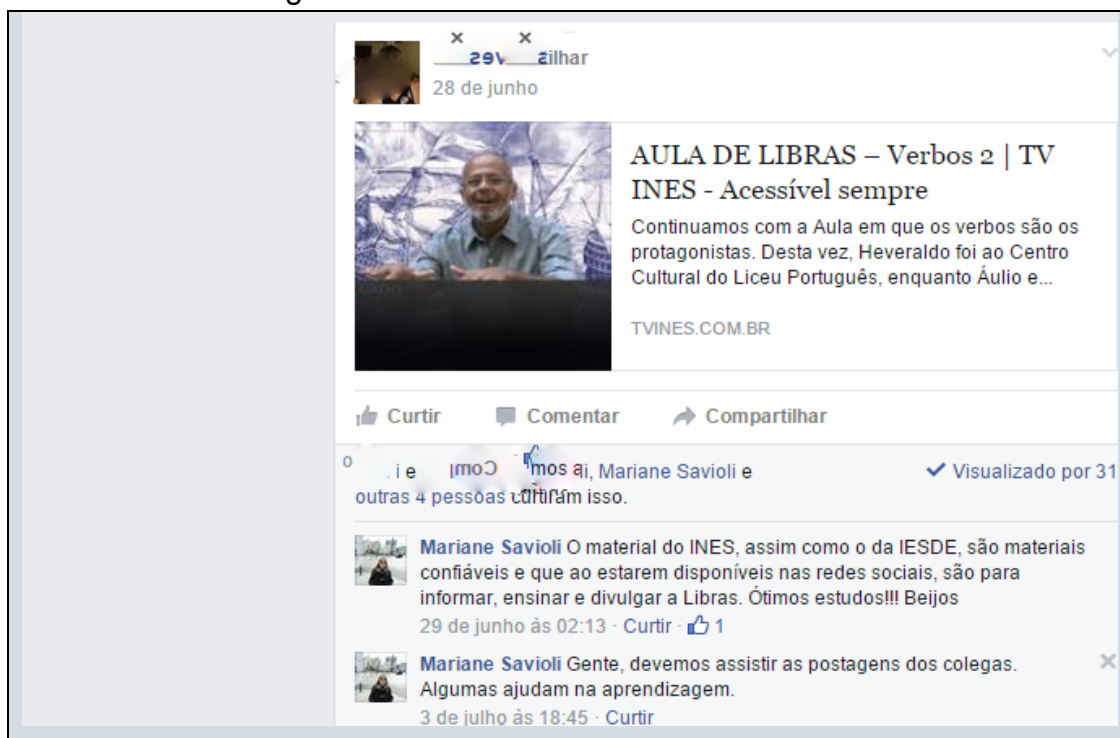 28 de junho
AULA DE LIBRAS – Verbos 2 | TV
INES - Acessível sempre
Continuamos com a Aula em que os verbos são os
protagonistas. Desta vez, Heveraldo foi ao Centro
Cultural do Liceu Português, enquanto Áulio e...
TVINES.COM.BR
Curtir Comentar Compartilhar
Mariane Savioli e
Visualizado por 31
outras 4 pessoas curtiram isso.
Mariane Savioli O material do INES, assim como o da IESDE, são materiais
confiáveis e que ao estarem disponíveis nas redes sociais, são para
informar, ensinar e divulgar a Libras. Ótimos estudos!!! Beijos
29 de junho às 02:13 · Curtir · 1
Mariane Savioli Gente, devemos assistir as postagens dos colegas.
Algumas ajudam na aprendizagem.
3 de julho às 18:45 · Curtir